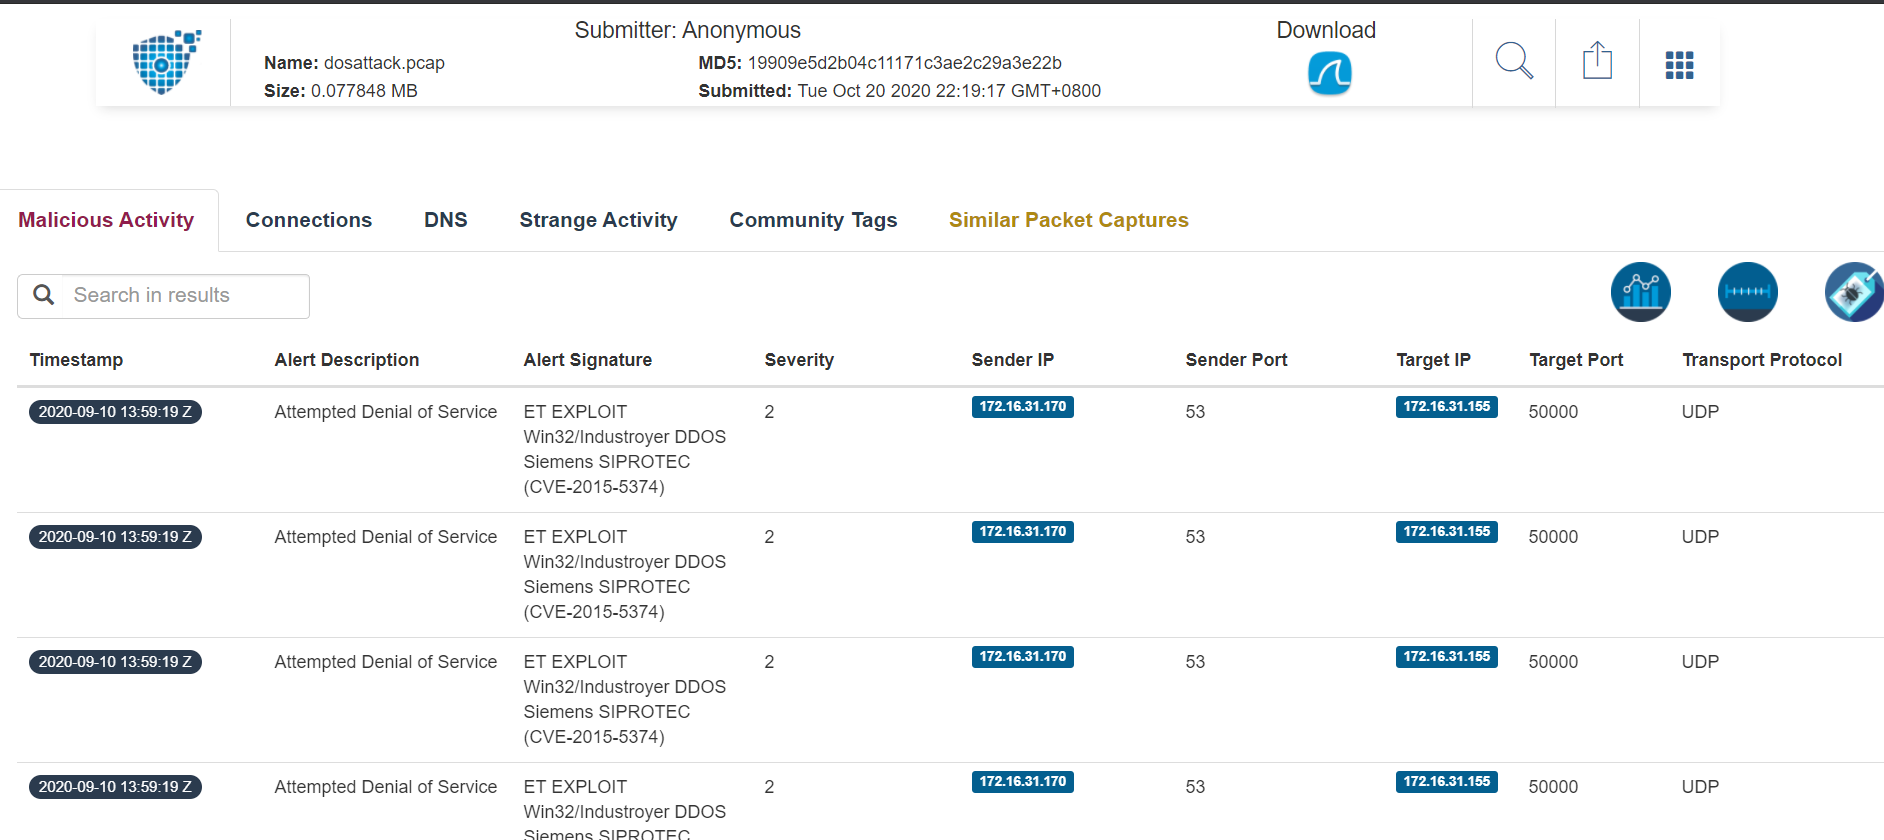 Submitter: Anonymous
Download
Name: dosattack.pcap
MD5: 19909e5d2b04c11171c3ae2c29a3e22b
Size: 0.077848 MB
Submitted: Tue Oct 20 2020 22:19:17 GMT+0800
Malicious Activity
Connections
DNS
Strange Activity
Community Tags
Similar Packet Captures
Search in results
Timestamp Alert Description Alert Signature Severity Sender IP Sender Port Target IP Target Port Transport Protocol
2020-09-10 13:59:19 Z Attempted Denial of Service ET EXPLOIT 2 172.16.31.170 53 172.16.31.155 50000 UDP
Win32/Industroyer DDOS
Siemens SIPROTEC
(CVE-2015-5374)
2020-09-10 13:59:19 Z Attempted Denial of Service ET EXPLOIT 2 172.16.31.170 53 172.16.31.155 50000 UDP
Win32/Industroyer DDOS
Siemens SIPROTEC
(CVE-2015-5374)
2020-09-10 13:59:19 Z Attempted Denial of Service ET EXPLOIT 2 172.16.31.170 53 172.16.31.155 50000 UDP
Win32/Industroyer DDOS
Siemens SIPROTEC
(CVE-2015-5374)
2020-09-10 13:59:19 Z Attempted Denial of Service ET EXPLOIT 2 172.16.31.170 53 172.16.31.155 50000 UDP
Win32/Industroyer DDOS
Siemens SIPROTEC